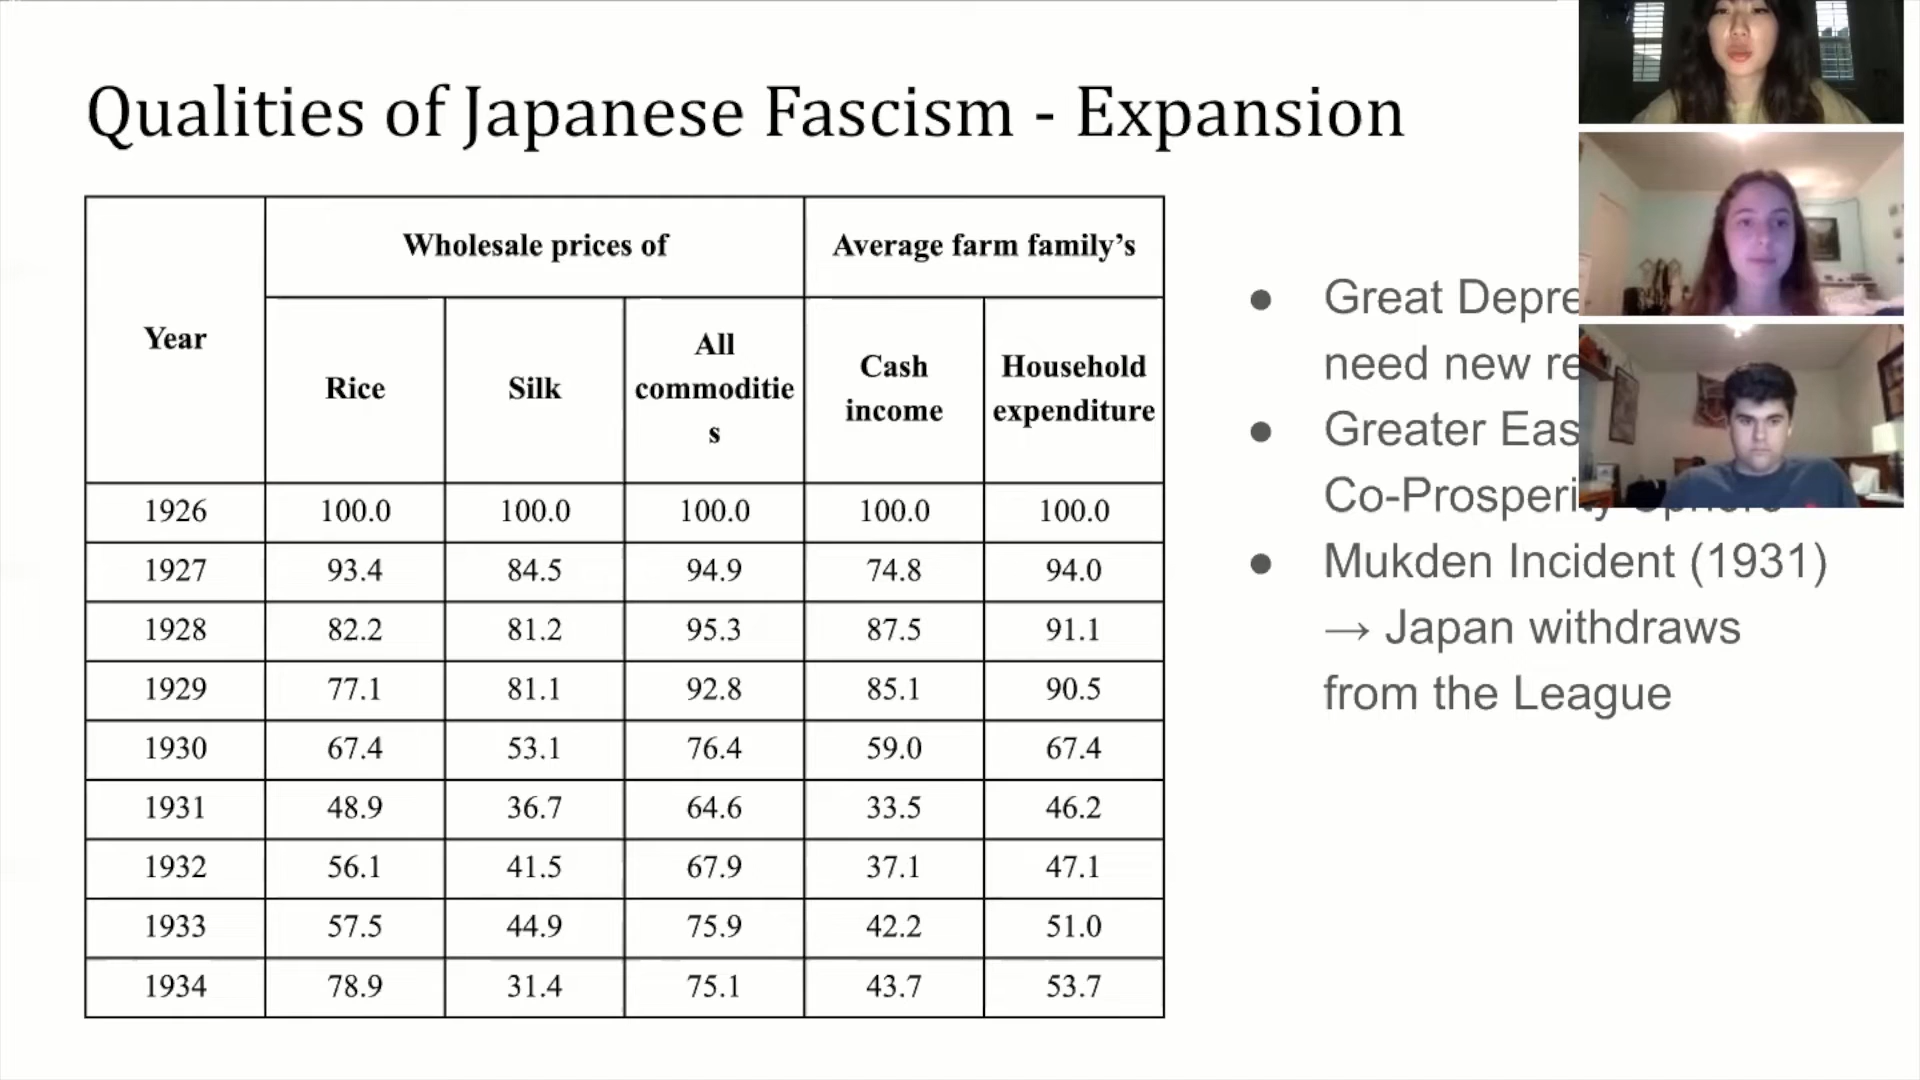 Qualities of Japanese Fascism - Expansion
Year
Wholesale prices of
Average farm family’s
Rice
Silk
All
commoditie
s
Cash
income
Household
expenditure
1926 100.0 100.0 100.0 100.0 100.0
1927 93.4 84.5 94.9 74.8 94.0
1928 82.2 81.2 95.3 87.5 91.1
1929 77.1 81.1 92.8 85.1 90.5
1930 67.4 53.1 76.4 59.0 67.4
1931 48.9 36.7 64.6 33.5 46.2
1932 56.1 41.5 67.9 37.1 47.1
1933 57.5 44.9 75.9 42.2 51.0
1934 78.9 31.4 75.1 43.7 53.7
● Great
need new
● Greater
Co-Prosperity Sphere
● Mukden Incident (1931)
→ Japan withdraws
from the League